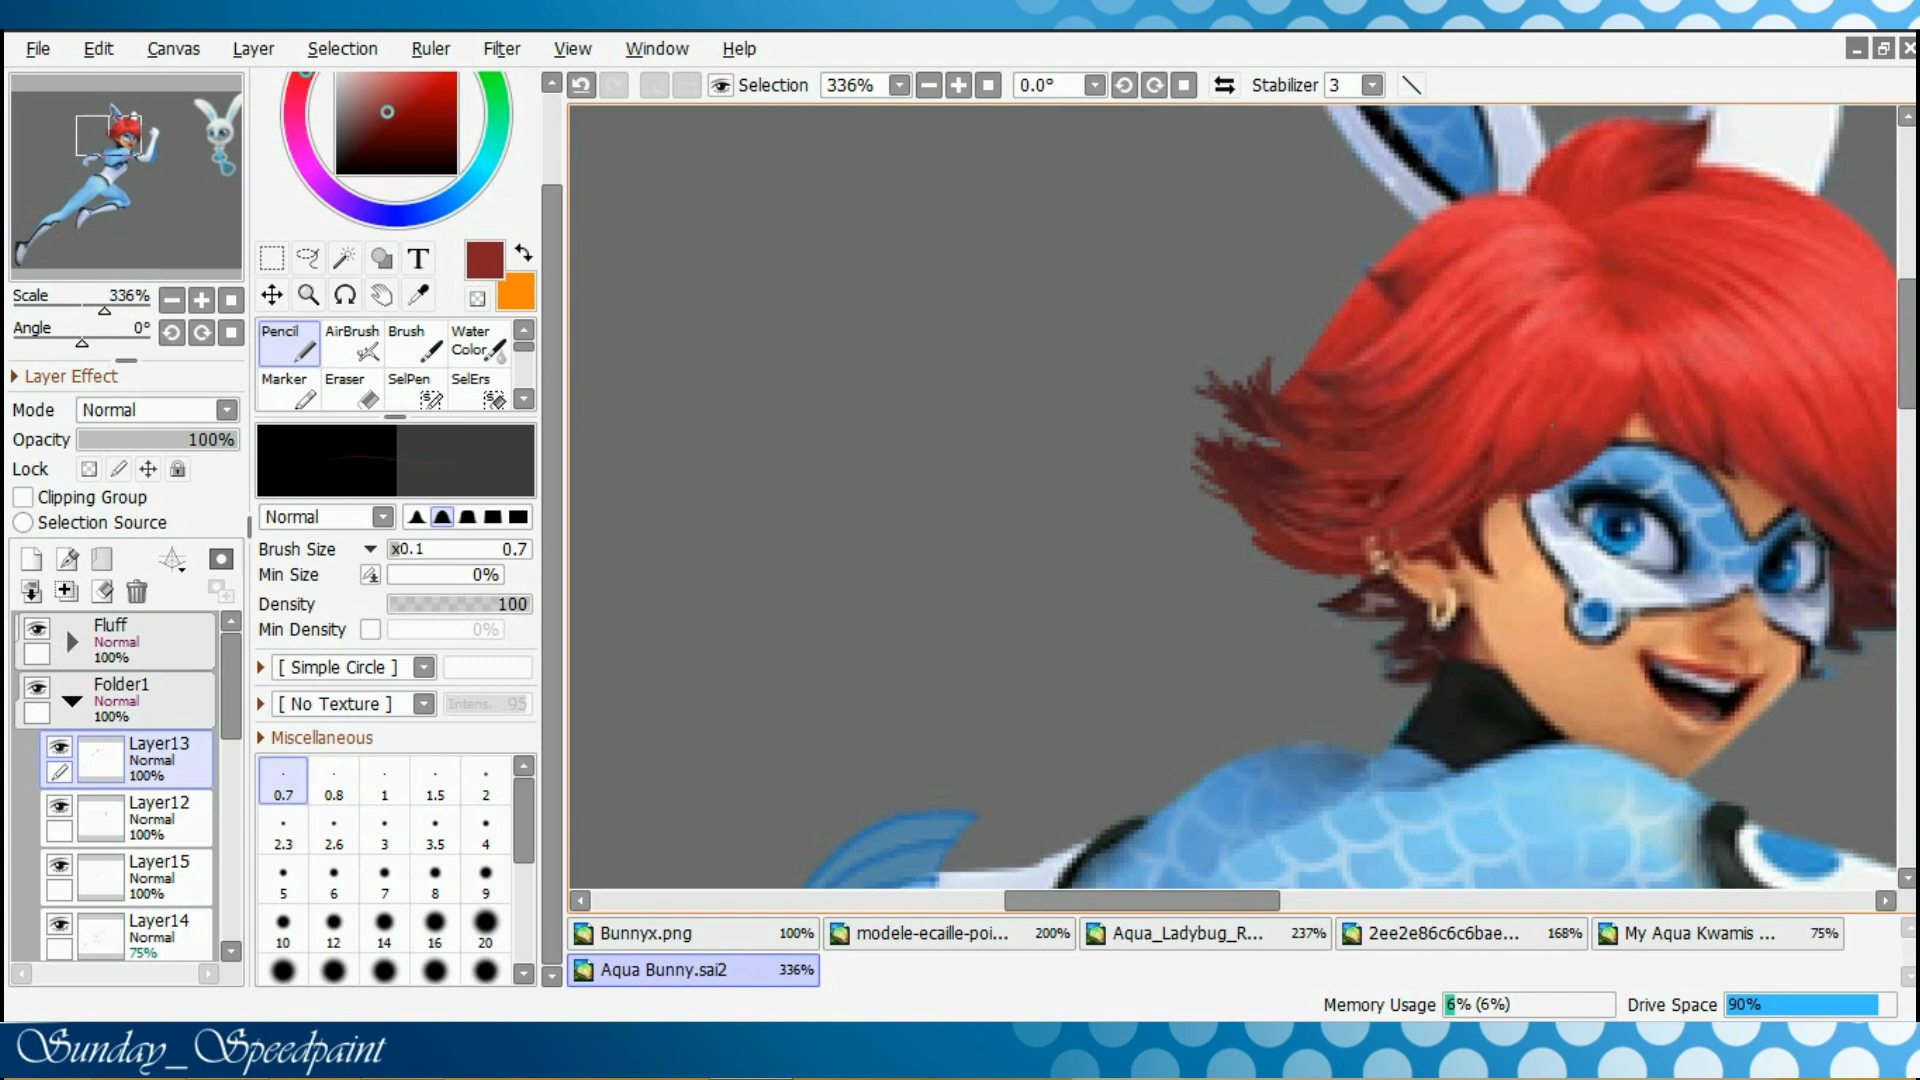 File Edit Canvas Layer Selection Ruler Filter View Window Help
Selection 336% 0.0° Stabilizer 3
Scale 336%
Angle 0°
Layer Effect
Mode Normal
Opacity 100%
Lock
Clipping Group
Selection Source
Fluff
Normal
100%
Folder1
Normal
100%
Layer13
Normal
100%
Layer12
Normal
100%
Layer15
Normal
100%
Layer14
Normal
75%
T
Pencil AirBrush Brush Water Color
Marker Eraser SelPen SelErs
Normal
Brush Size x0.1 0.7
Min Size 0%
Density 100
Min Density 0%
[ Simple Circle ]
[ No Texture ] Intens. 95
Miscellaneous
0.7 0.8 1 1.5 2
2.3 2.6 3 3.5 4
5 6 7 8 9
10 12 14 16 20
Bunnyx.png 100% modele-ecaille-poi... 200% Aqua_Ladybug_R... 237% 2ee2e86c6c6bae... 168% My Aqua Kwamis ... 75%
Aqua Bunny.sai2 336%
Memory Usage 6% (6%) Drive Space 90%
Sunday_Speedpaint